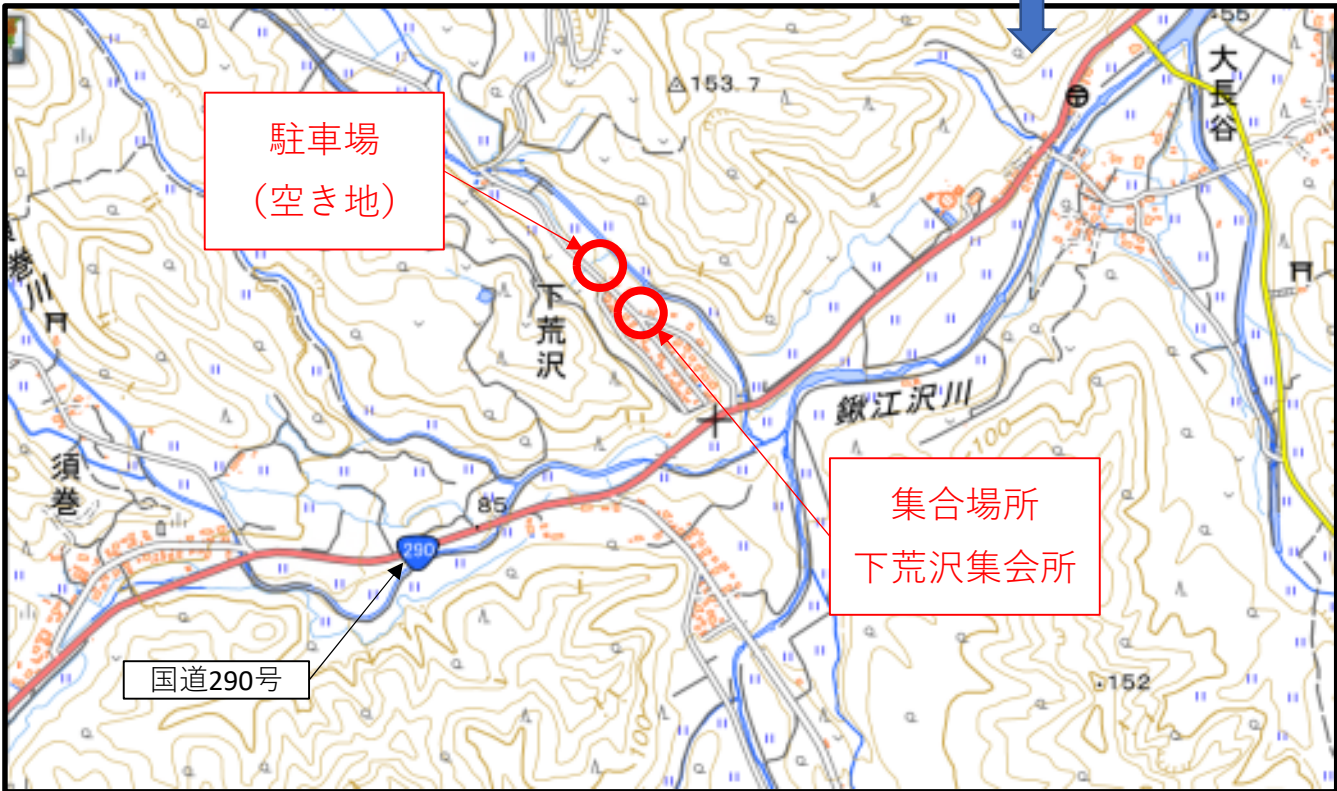 55
大長谷
153.7
駐車場
(空き地)
下荒沢
鍬江沢川
須巻
85
290
集合場所
下荒沢集会所
100
国道290号
152
100